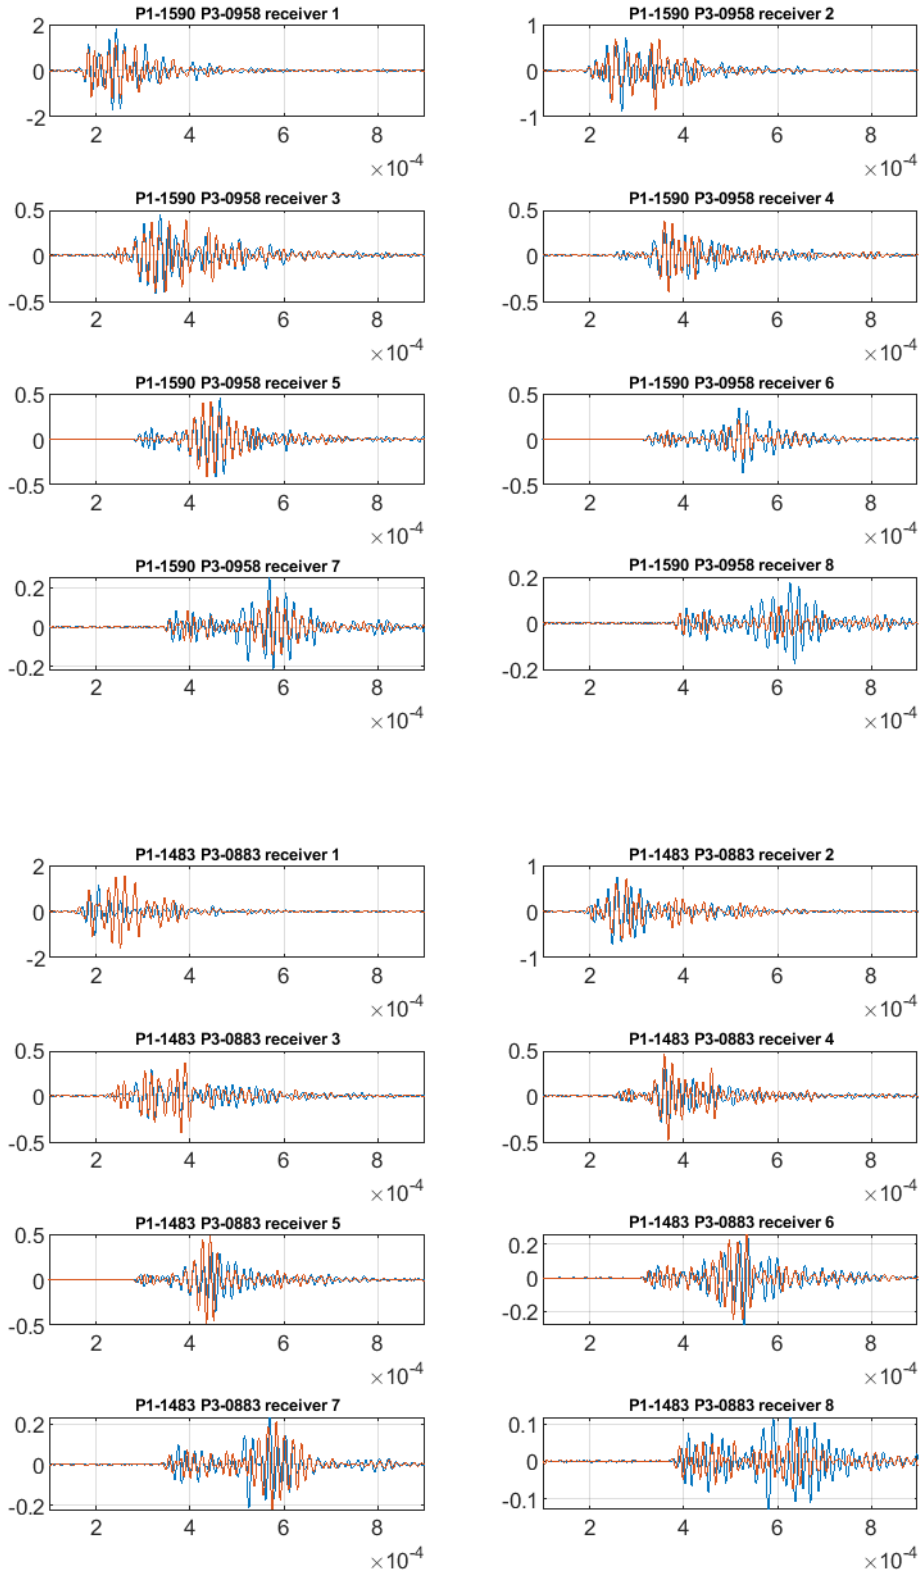 P1-1590 P3-0958 receiver 1
2
0
-2
2 4 6 8
×10-4
P1-1590 P3-0958 receiver 2
1
0
-1
2 4 6 8
×10-4
P1-1590 P3-0958 receiver 3
0.5
0
-0.5
2 4 6 8
×10-4
P1-1590 P3-0958 receiver 4
0.5
0
-0.5
2 4 6 8
×10-4
P1-1590 P3-0958 receiver 5
0.5
0
-0.5
2 4 6 8
×10-4
P1-1590 P3-0958 receiver 6
0.5
0
-0.5
2 4 6 8
×10-4
P1-1590 P3-0958 receiver 7
0.2
0
-0.2
2 4 6 8
×10-4
P1-1590 P3-0958 receiver 8
0.2
0
-0.2
2 4 6 8
×10-4
P1-1483 P3-0883 receiver 1
2
0
-2
2 4 6 8
×10-4
P1-1483 P3-0883 receiver 2
1
0
-1
2 4 6 8
×10-4
P1-1483 P3-0883 receiver 3
0.5
0
-0.5
2 4 6 8
×10-4
P1-1483 P3-0883 receiver 4
0.5
0
-0.5
2 4 6 8
×10-4
P1-1483 P3-0883 receiver 5
0.5
0
-0.5
2 4 6 8
×10-4
P1-1483 P3-0883 receiver 6
0.2
0
-0.2
2 4 6 8
×10-4
P1-1483 P3-0883 receiver 7
0.2
0
-0.2
2 4 6 8
×10-4
P1-1483 P3-0883 receiver 8
0.1
0
-0.1
2 4 6 8
×10-4